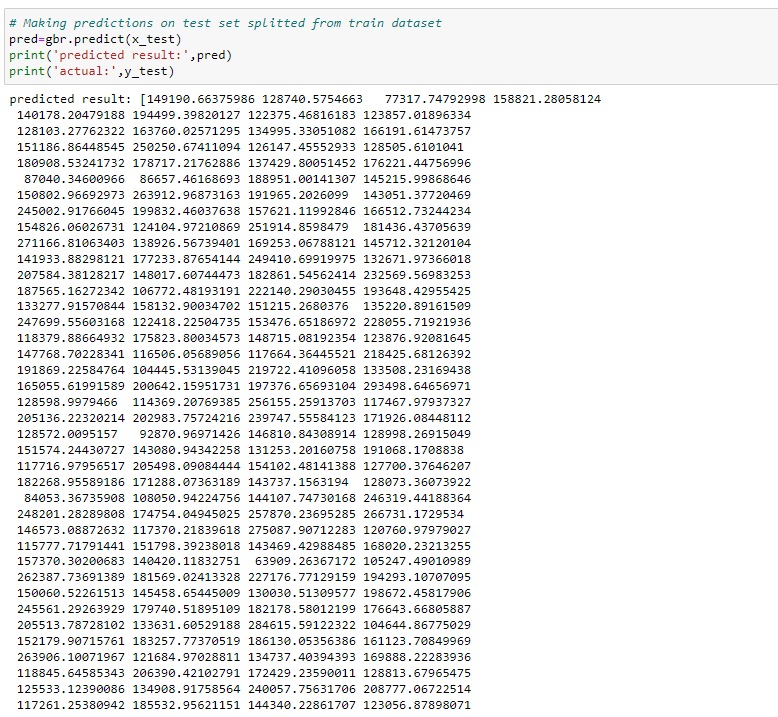 # Making predictions on test set splitted from train dataset
pred=gbr.predict(x_test)
print('predicted result:',pred)
print('actual:',y_test)
predicted result: [149190.66375986 128740.5754663   77317.74792998 158821.28058124
140178.20479188 194499.39820127 122375.46816183 123857.01896334
128103.27762322 163760.02571295 134995.33051082 166191.61473757
151186.86448545 250250.67411094 126147.45552933 128505.6101041
180908.53241732 178717.21762886 137429.80051452 176221.44756996
87040.34600966  86657.46168693 188951.00141307 145215.99868646
150802.96692973 263912.96873163 191965.2026099  143051.37720469
245002.91766045 199832.46037638 157621.11992846 166512.73244234
154826.06026731 124104.97210869 251914.8598479  181436.43705639
271166.81063403 138926.56739401 169253.06788121 145712.32120104
141933.88298121 177233.87654144 249410.69919975 132671.97366018
207584.38128217 148017.60744473 182861.54562414 232569.56983253
187565.16272342 106772.48193191 222140.29030455 193648.42955425
133277.91570844 158132.90034702 151215.2680376  135220.89161509
247699.55603168 122418.22504735 153476.65186972 228055.71921936
118379.88664932 175823.80034573 148715.08192354 123876.92081645
147768.70228341 116506.05689056 117664.36445521 218425.68126392
191869.22584764 104445.53139045 219722.41096058 133508.23169438
165055.61991589 200642.15951731 197376.65693104 293498.64656971
128598.9979466  114369.20769385 256155.25913703 117467.97937327
205136.22320214 202983.75724216 239747.55584123 171926.08448112
128572.0095157   92870.96971426 146810.84308914 128998.26915049
151574.24430727 143080.94342258 131253.20160758 191068.1708838
117716.97956517 205498.09084444 154102.48141388 127700.37646207
182268.95589186 171288.07363189 143737.1563194  128073.36073922
84053.36735908 108050.94224756 144107.74730168 246319.44188364
248201.28289808 174754.04945025 257870.23695285 266731.1729534
146573.08872632 117370.21839618 275087.90712283 120760.97979027
115777.71791441 151798.39238018 143469.42988485 168020.23213255
157370.30200683 140420.11832751  63909.26367172 105247.49010989
262387.73691389 181569.02413328 227176.77129159 194293.10707095
150060.52261513 145458.65445009 130030.51309577 198672.45817906
245561.29263929 179740.51895109 182178.58012199 176643.66805887
205513.78728102 133631.60529188 284615.59122322 104644.86775029
152179.90715761 183257.77370519 186130.05356386 161123.70849969
263906.10071967 121684.97028811 134737.40394393 169888.22283936
118845.64585343 206390.42102791 172429.23590011 128813.67965475
125533.12390086 134908.91758564 240057.75631706 208777.06722514
117261.25380942 185532.95621151 144340.22861707 123056.87898071